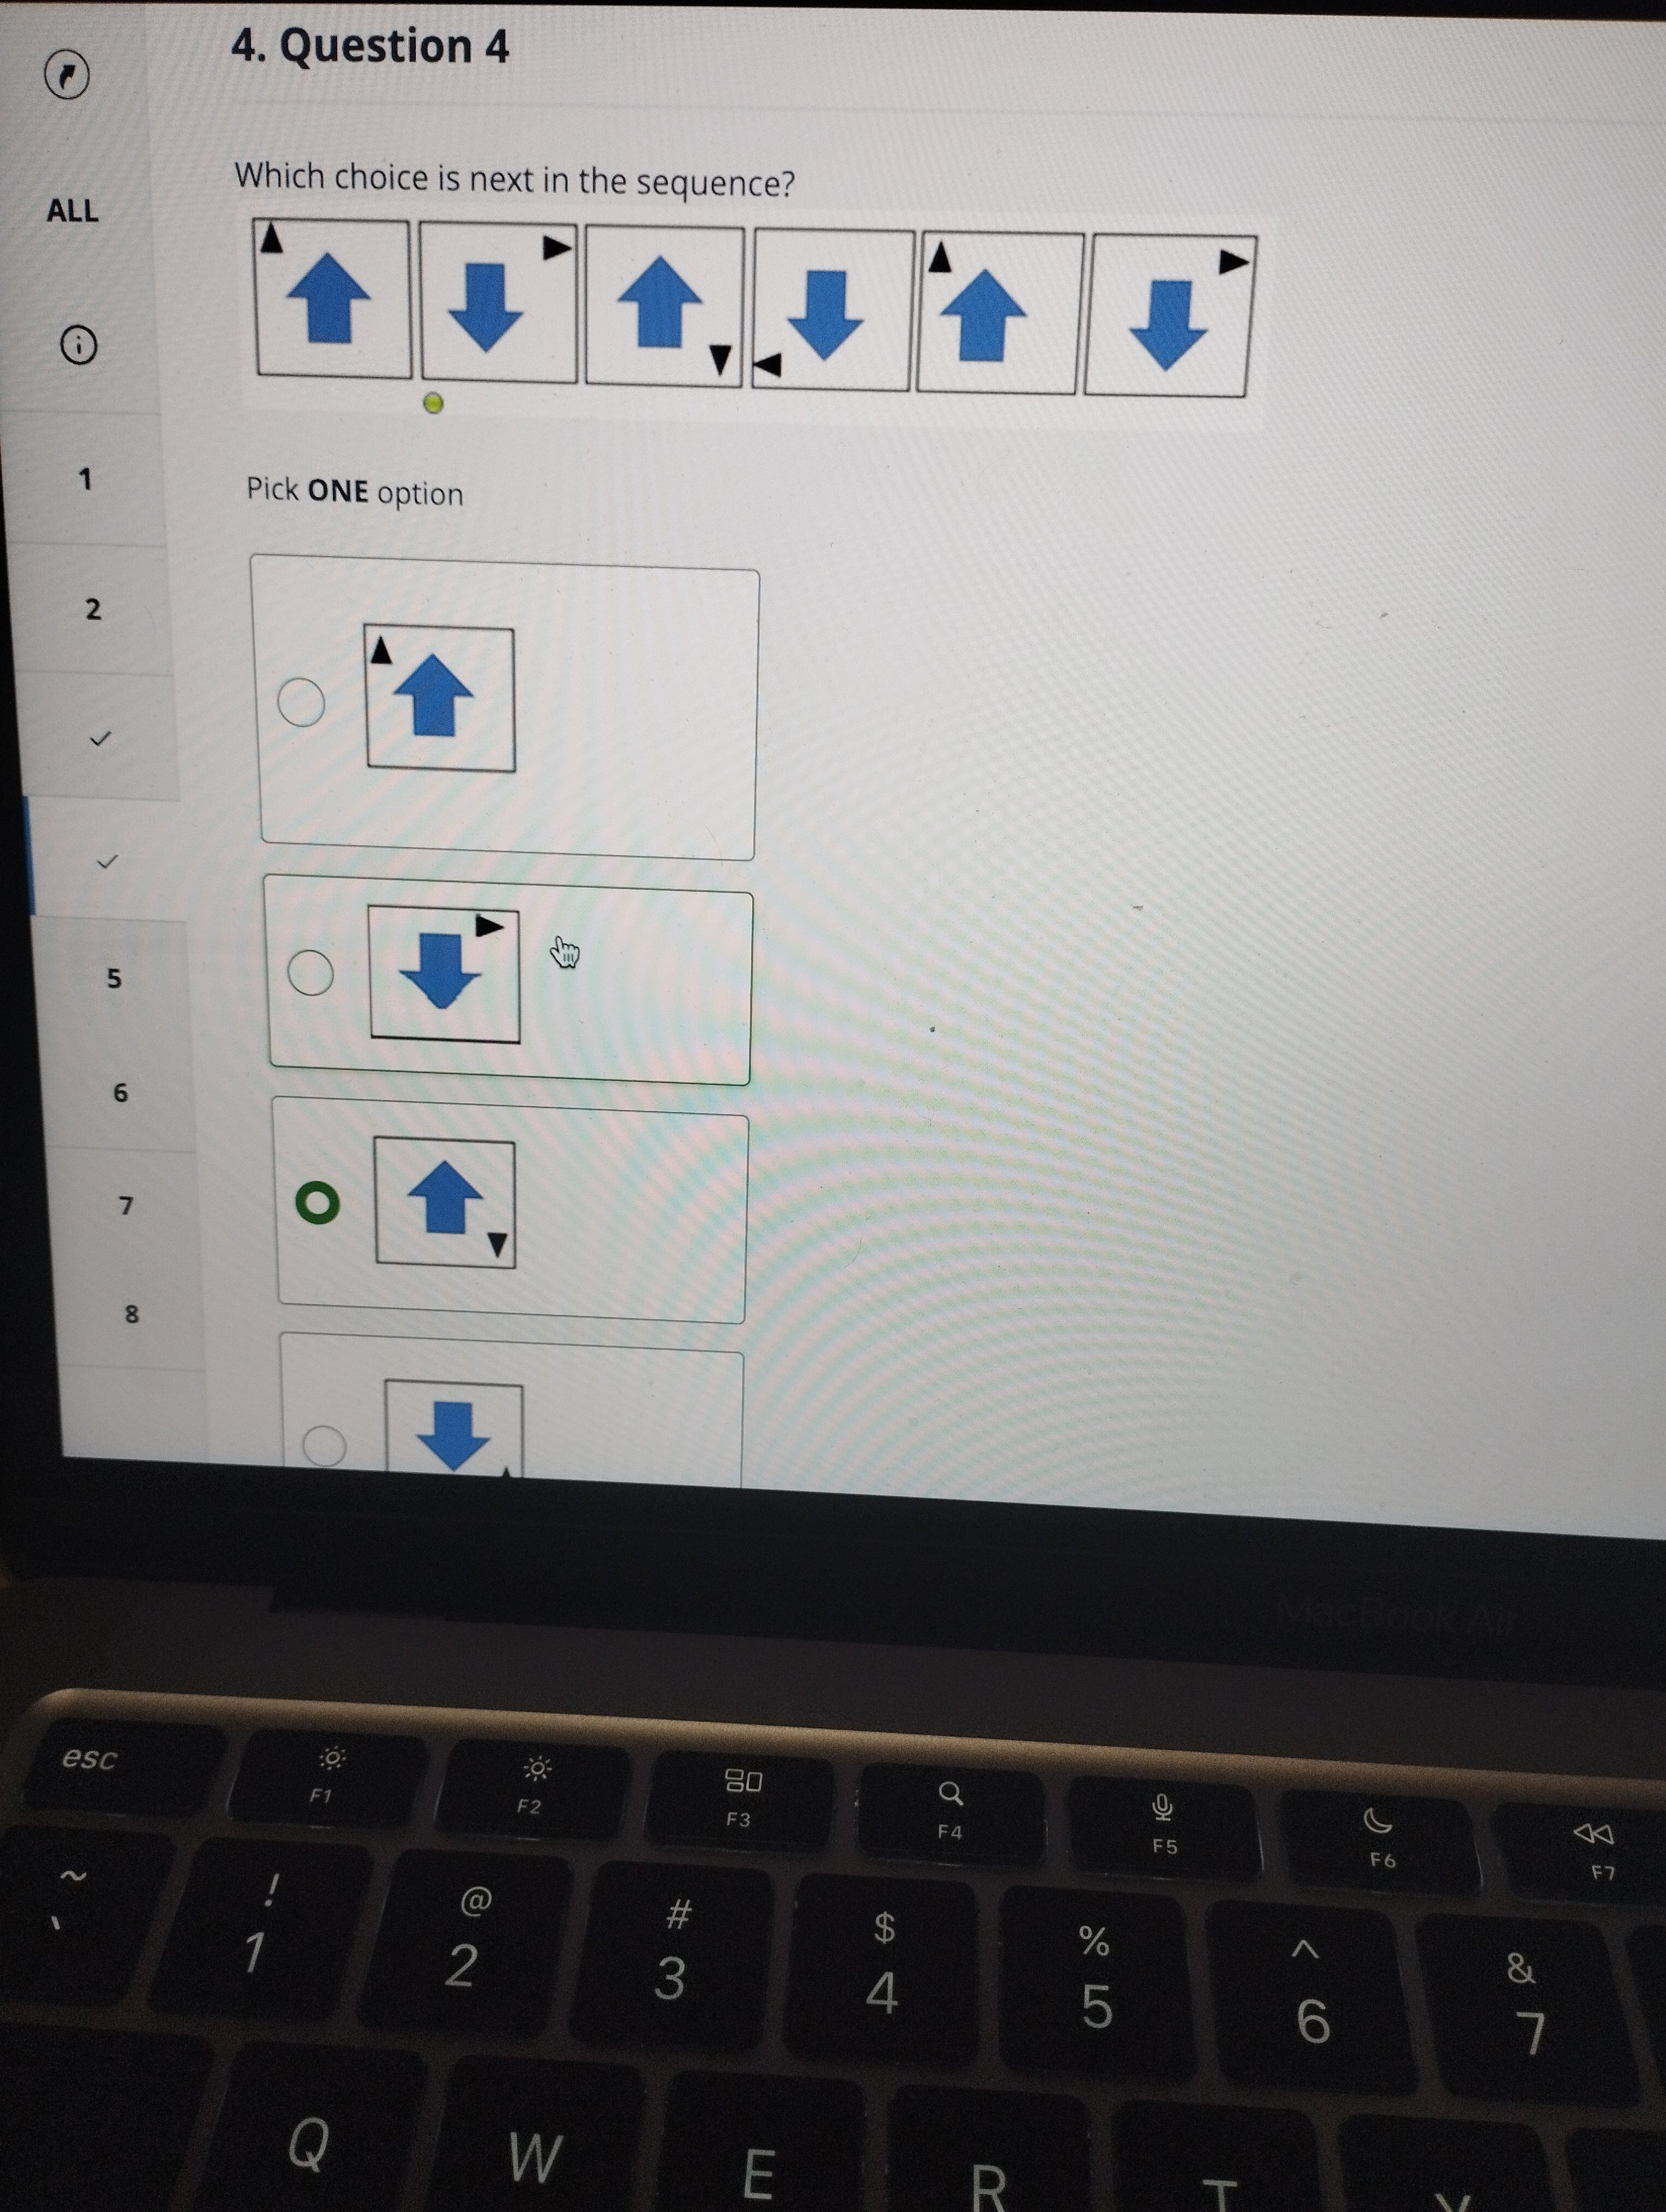 4. Question 4
ALL
Which choice is next in the sequence?
Pick ONE option
1
2
5
6
7
8
MacBook Air
esc
F1
F2
F3
F4
F5
F6
F7
~
`
!
1
@
2
#
3
$
4
%
5
^
6
&
7
Q
W
E
R
T
Y